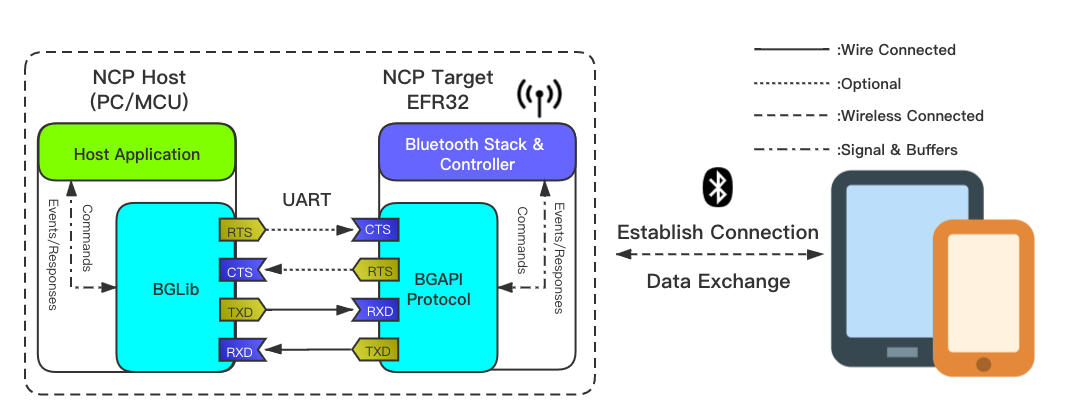 NCP Host
(PC/MCU)
NCP Target
EFR32
:Wire Connected
:Optional
:Wireless Connected
:Signal & Buffers
Host Application
Bluetooth Stack &
Controller
Events/Responses
Commands
UART
RTS
CTS
TXD
RXD
BGLib
CTS
RTS
RXD
TXD
BGAPI
Protocol
Commands
Events/Responses
Establish Connection
Data Exchange